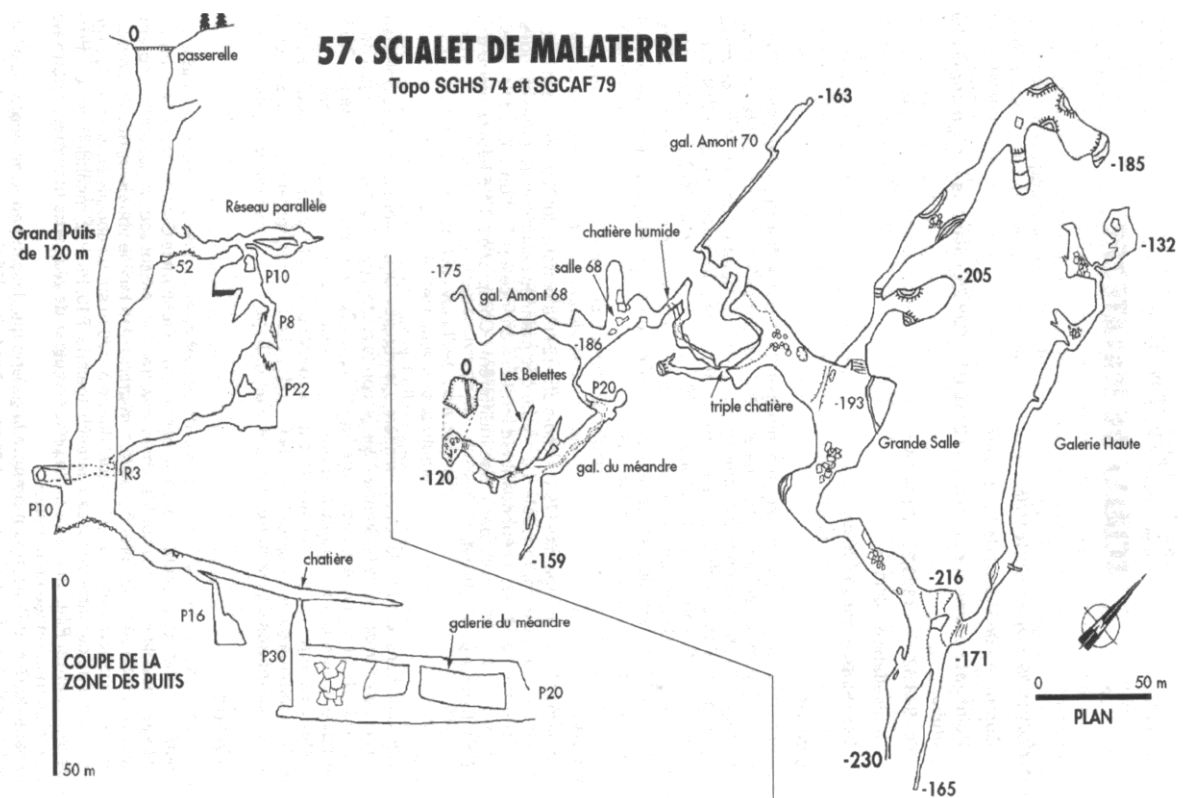 57. SCIALET DE MALATERRE
Topo SGHS 74 et SGCAF 79
O
passerelle
Grand Puits
de 120 m
Réseau parallèle
-52
P10
P8
P22
R3
P10
chatière
P16
P30
galerie du méandre
P20
0
COUPE DE LA
ZONE DES PUITS
50 m
-163
gal. Amont 70
-185
chatière humide
-175
salle 68
gal. Amont 68
-186
-205
-132
O
Les Belettes
P20
triple chatière
-193
Grande Salle
Galerie Haute
-120
gal. du méandre
-159
-216
-171
-230
-165
0
50 m
PLAN